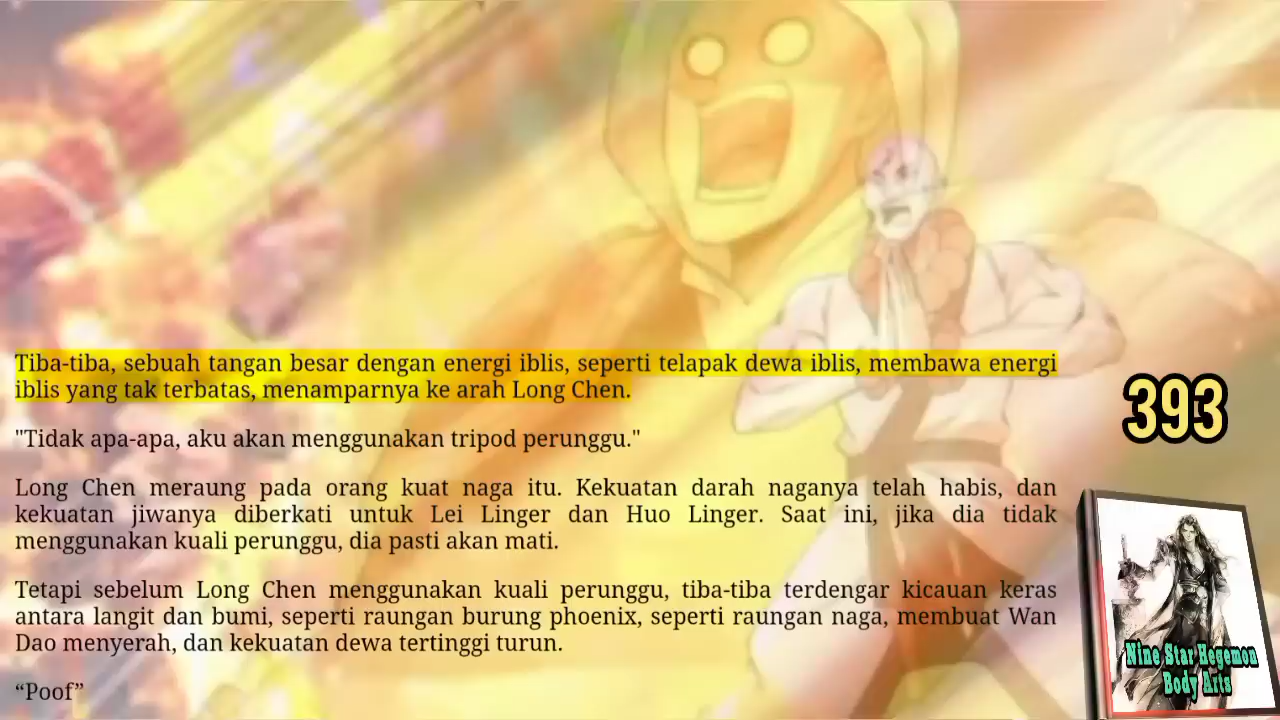 Tiba-tiba, sebuah tangan besar dengan energi iblis, seperti telapak dewa iblis, membawa energi
iblis yang tak terbatas, menamparnya ke arah Long Chen.
"Tidak apa-apa, aku akan menggunakan tripod perunggu."
Long Chen meraung pada orang kuat naga itu. Kekuatan darah naganya telah habis, dan
kekuatan jiwanya diberkati untuk Lei Linger dan Huo Linger. Saat ini, jika dia tidak
menggunakan kuali perunggu, dia pasti akan mati.
Tetapi sebelum Long Chen menggunakan kuali perunggu, tiba-tiba terdengar kicauan keras
antara langit dan bumi, seperti raungan burung phoenix, seperti raungan naga, membuat Wan
Dao menyerah, dan kekuatan dewa tertinggi turun.
“Poof”
393
Nine Star Hegemon
Body Arts